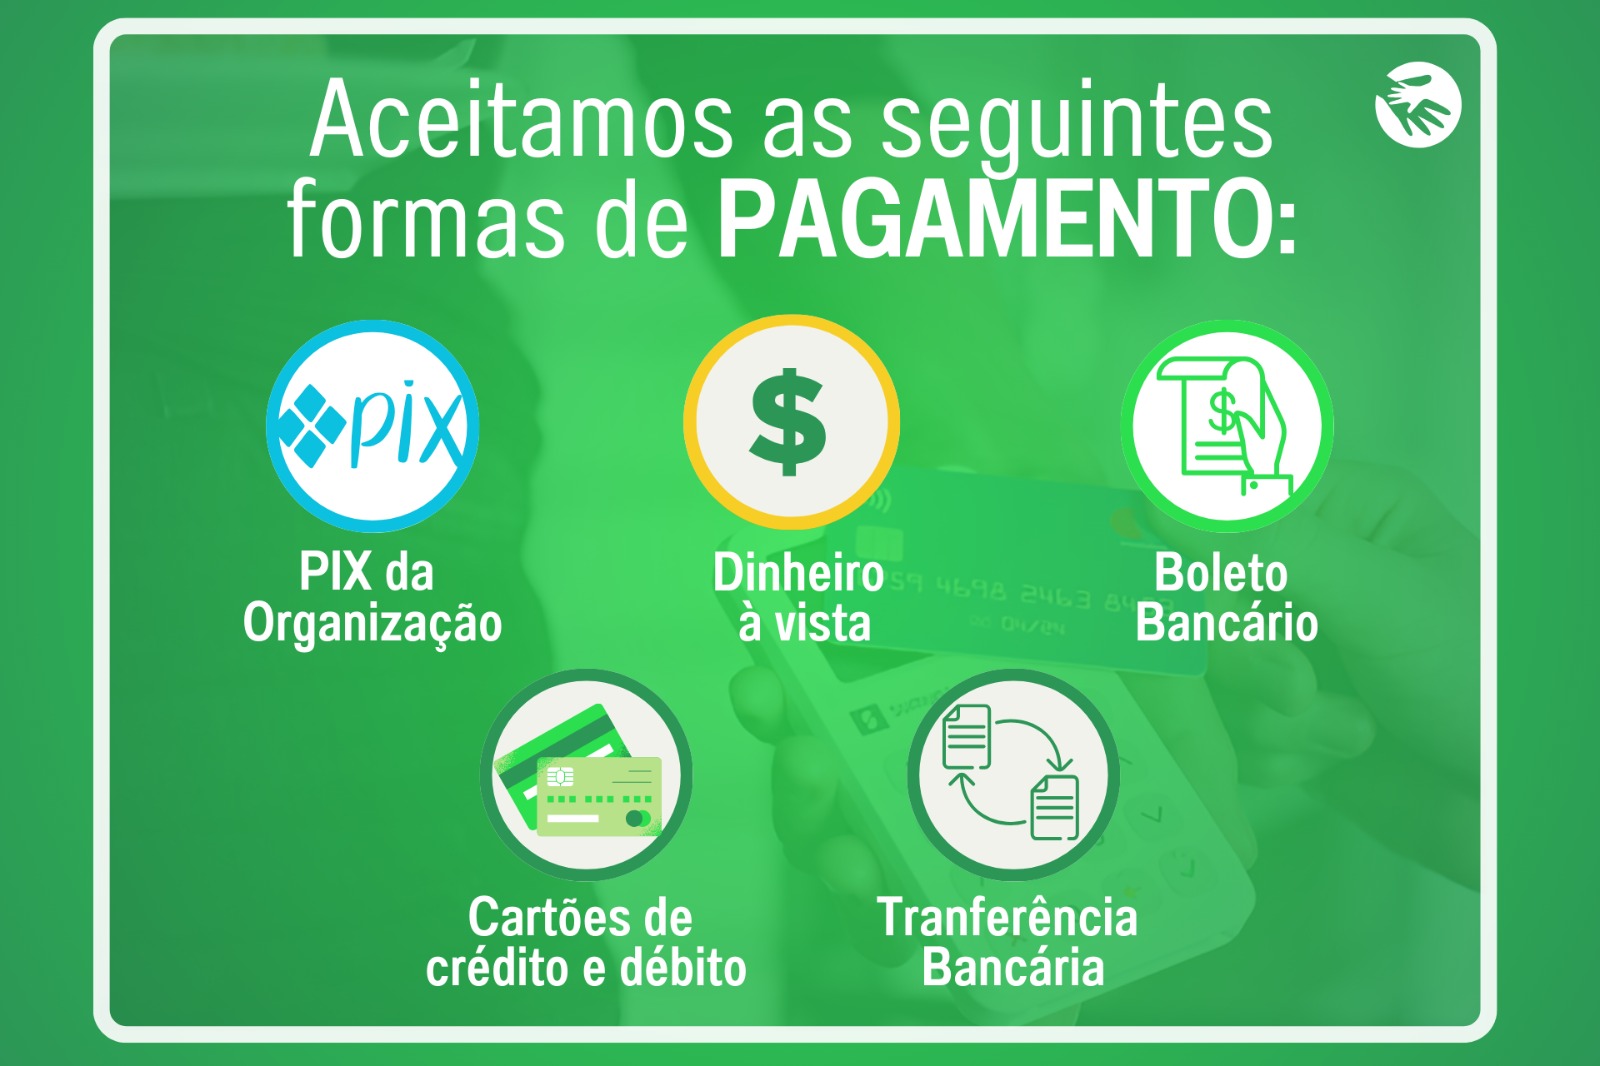 Aceitamos as seguintes
formas de PAGAMENTO:
pix
$
$
PIX da
Organização
Dinheiro
à vista
Boleto
Bancário
Cartões de
crédito e débito
Tranferência
Bancária